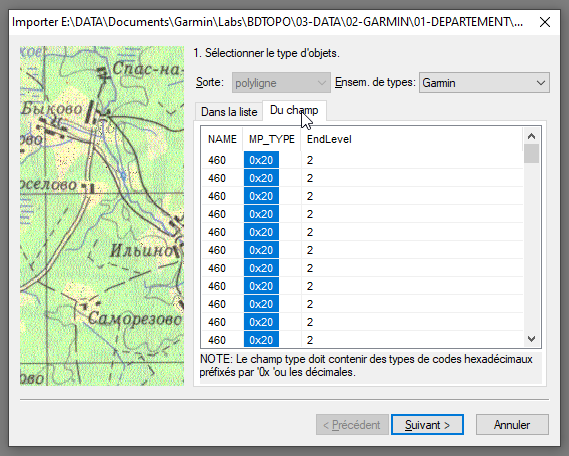 Importer E:\DATA\Documents\Garmin\Labs\BDTOPO\03-DATA\02-GARMIN\01-DEPARTEMENT\...
1. Sélectionner le type d'objets.
Sorte: polyligne Ensem. de types: Garmin
Dans la liste Du champ
NAME MP_TYPE EndLevel
460 0x20 2
460 0x20 2
460 0x20 2
460 0x20 2
460 0x20 2
460 0x20 2
460 0x20 2
460 0x20 2
460 0x20 2
460 0x20 2
460 0x20 2
NOTE: Le champ type doit contenir des types de codes hexadécimaux
préfixés par '0x 'ou les décimales.
Спас-на-
Быково
ово
оселово
Ильино
Саморезово
ово
< Précédent Suivant > Annuler